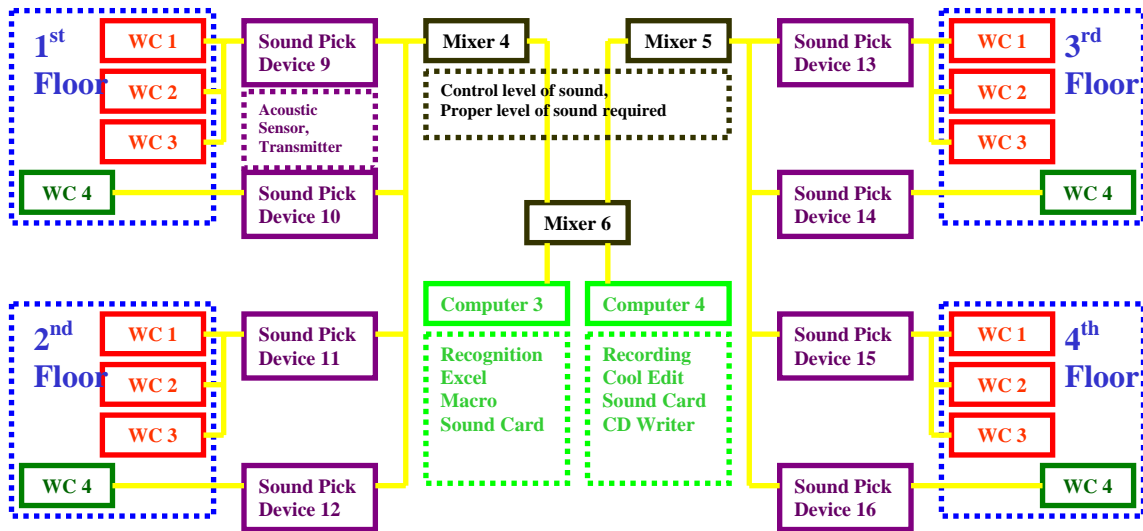 1st
Floor
WC 1
WC 2
WC 3
WC 4
Sound Pick
Device 9
Acoustic
Sensor,
Transmitter
Sound Pick
Device 10
Mixer 4
Mixer 5
Control level of sound,
Proper level of sound required
Mixer 6
Sound Pick
Device 13
Sound Pick
Device 14
3rd
Floor
WC 1
WC 2
WC 3
WC 4
2nd
Floor
WC 1
WC 2
WC 3
WC 4
Sound Pick
Device 11
Sound Pick
Device 12
Computer 3
Recognition
Excel
Macro
Sound Card
Computer 4
Recording
Cool Edit
Sound Card
CD Writer
Sound Pick
Device 15
Sound Pick
Device 16
4th
Floor
WC 1
WC 2
WC 3
WC 4